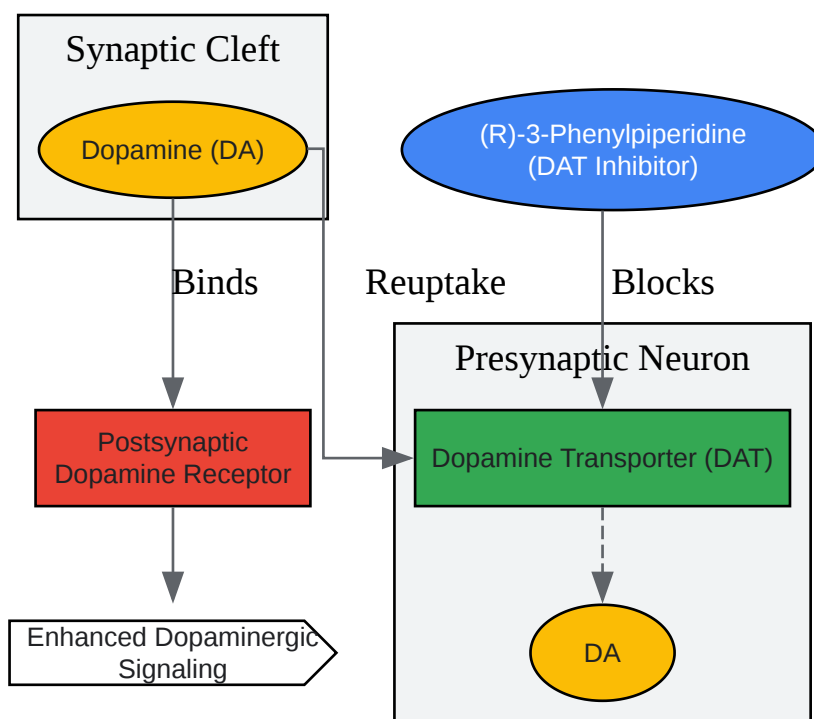 Synaptic Cleft
Dopamine (DA)
(R)-3-Phenylpiperidine
(DAT Inhibitor)
Binds
Reuptake
Blocks
Presynaptic Neuron
Postsynaptic
Dopamine Receptor
Dopamine Transporter (DAT)
Enhanced Dopaminergic
Signaling
DA